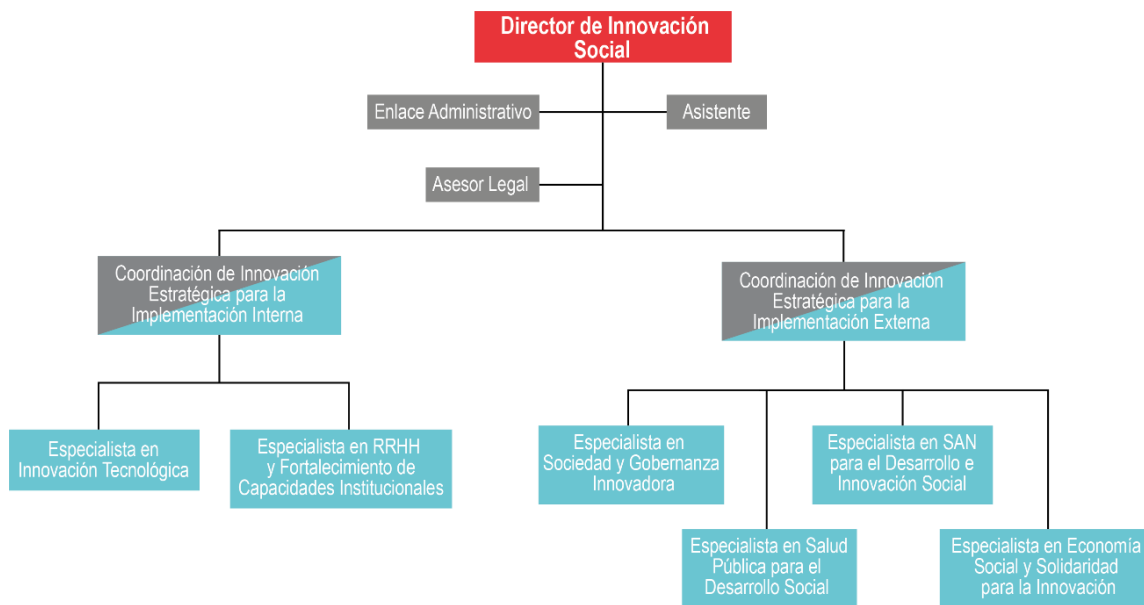 Director de Innovación
Social
Enlace Administrativo
Asistente
Asesor Legal
Coordinación de Innovación
Estratégica para la
Implementación Interna
Coordinación de Innovación
Estratégica para la
Implementación Externa
Especialista en
Innovación Tecnológica
Especialista en RRHH
y Fortalecimiento de
Capacidades Institucionales
Especialista en
Sociedad y Gobernanza
Innovadora
Especialista en SAN
para el Desarrollo e
Innovación Social
Especialista en Salud
Pública para el
Desarrollo Social
Especialista en Economía
Social y Solidaridad
para la Innovación